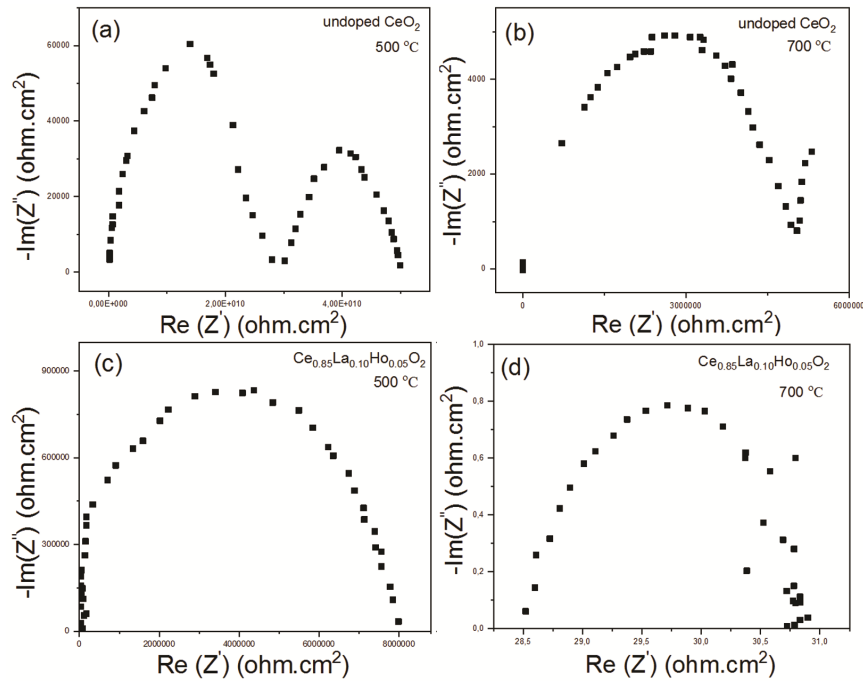 (a)
undoped CeO2
500 °C
60000
40000
20000
0
-Im(Z'') (ohm.cm2)
0,00E+000
2,00E+010
4,00E+010
Re (Z') (ohm.cm2)
(b)
undoped CeO2
700 °C
4000
2000
0
-Im(Z'') (ohm.cm2)
0
3000000
6000000
Re (Z') (ohm.cm2)
(c)
Ce0.85La0.10Ho0.05O2
500 °C
900000
600000
300000
0
-Im(Z'') (ohm.cm2)
0
2000000
4000000
6000000
8000000
Re (Z') (ohm.cm2)
(d)
Ce0.85La0.10Ho0.05O2
700 °C
1,0
0,8
0,6
0,4
0,2
0,0
-Im(Z'') (ohm.cm2)
28,5
29,0
29,5
30,0
30,5
31,0
Re (Z') (ohm.cm2)